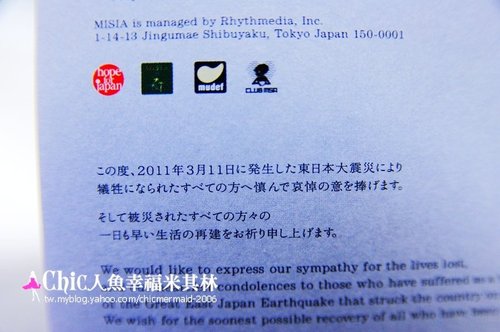 MISIA is managed by Rhythmedia, Inc.
1-14-13 Jingumae Shibuyaku, Tokyo Japan 150-0001
hope for Japan
mudef
CLUB MSA
この度、2011年3月11日に発生した東日本大震災により
犠牲になられたすべての方へ慎んで哀悼の意を捧げます。
そして被災されたすべての方々の
一日も早い生活の再建をお祈り申し上げます。
We would like to express our sympathy for the lives lost,
condolences to those who have suffered as a
of the Great East Japan Earthquake that struck the country on
We wish for the soonest possible recovery of all who have
Chic人魚幸福米其林
tw.myblog.yahoo.com/chicmermaid-2006